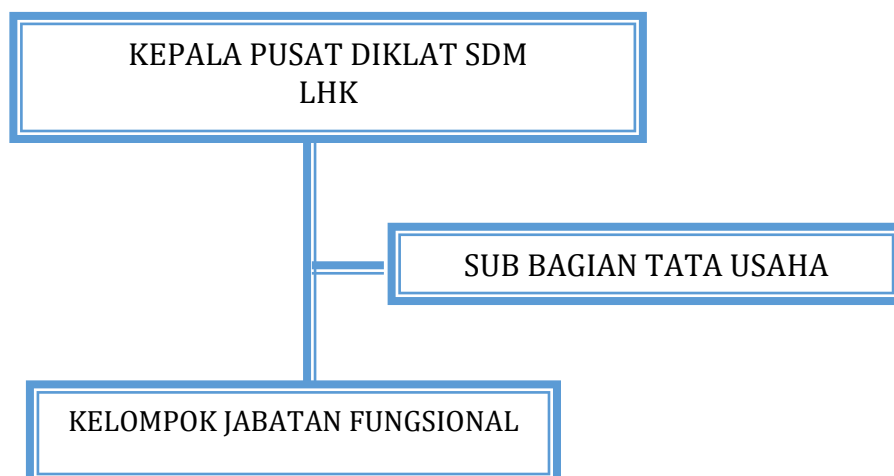 KEPALA PUSAT DIKLAT SDM
LHK
SUB BAGIAN TATA USAHA
KELOMPOK JABATAN FUNGSIONAL